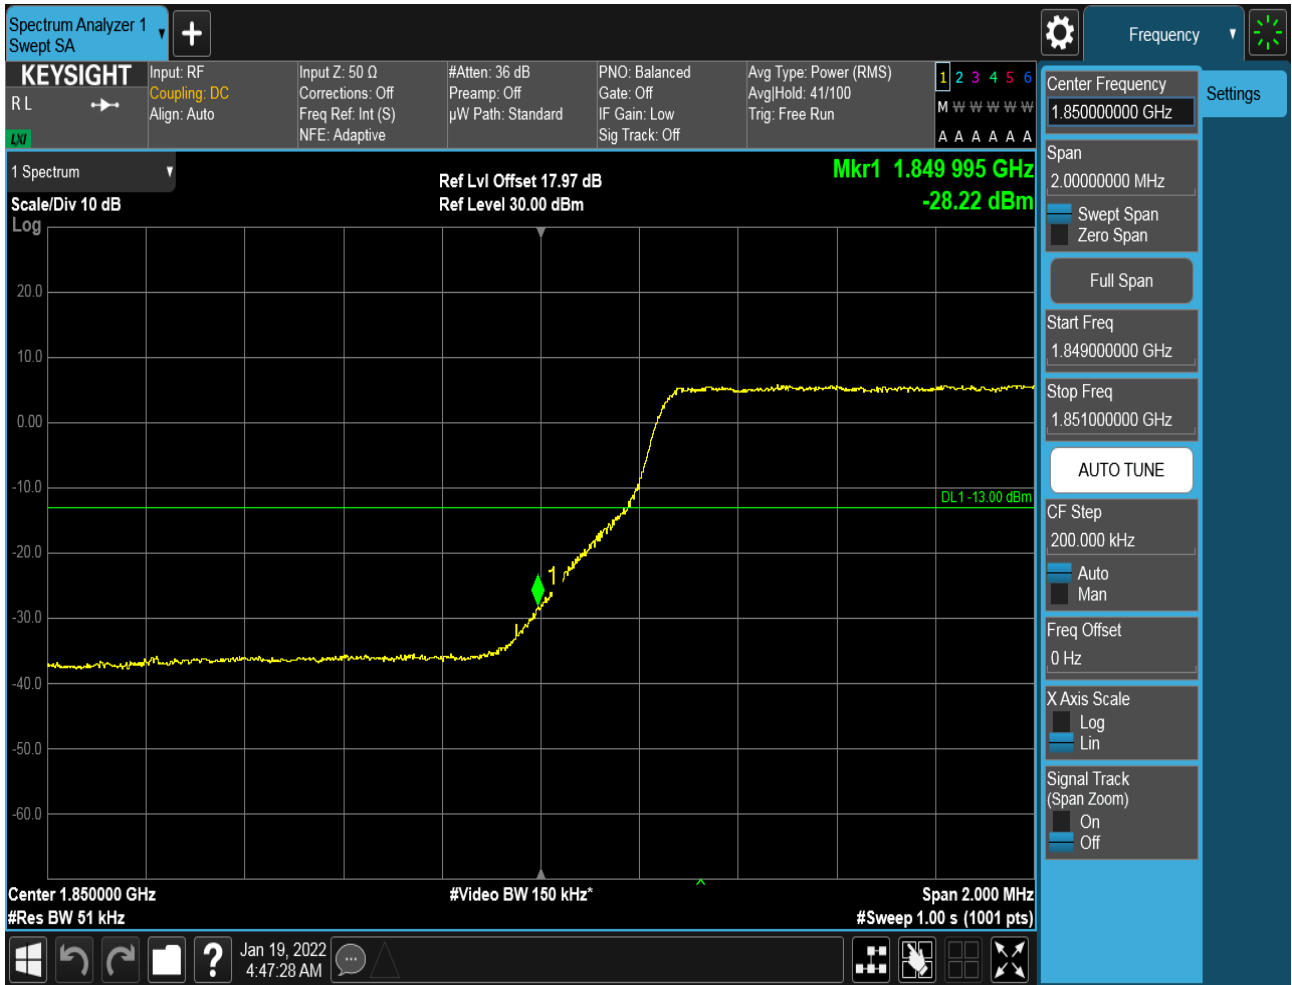 Spectrum Analyzer 1
Swept SA
Frequency
KEYSIGHT
R L
LXI
Input: RF
Coupling: DC
Align: Auto
Input Z: 50 Ω
Corrections: Off
Freq Ref: Int (S)
NFE: Adaptive
#Atten: 36 dB
Preamp: Off
µW Path: Standard
PNO: Balanced
Gate: Off
IF Gain: Low
Sig Track: Off
Avg Type: Power (RMS)
Avg|Hold: 41/100
Trig: Free Run
1 2 3 4 5 6
M W W W W W
A A A A A A
1 Spectrum
Scale/Div 10 dB
Log
Ref Lvl Offset 17.97 dB
Ref Level 30.00 dBm
Mkr1 1.849 995 GHz
-28.22 dBm
20.0
10.0
0.00
-10.0
-20.0
-30.0
-40.0
-50.0
-60.0
DL1 -13.00 dBm
1
Center 1.850000 GHz
#Res BW 51 kHz
#Video BW 150 kHz*
Span 2.000 MHz
#Sweep 1.00 s (1001 pts)
Center Frequency
1.850000000 GHz
Settings
Span
2.00000000 MHz
Swept Span
Zero Span
Full Span
Start Freq
1.849000000 GHz
Stop Freq
1.851000000 GHz
AUTO TUNE
CF Step
200.000 kHz
Auto
Man
Freq Offset
0 Hz
X Axis Scale
Log
Lin
Signal Track
(Span Zoom)
On
Off
?
Jan 19, 2022
4:47:28 AM